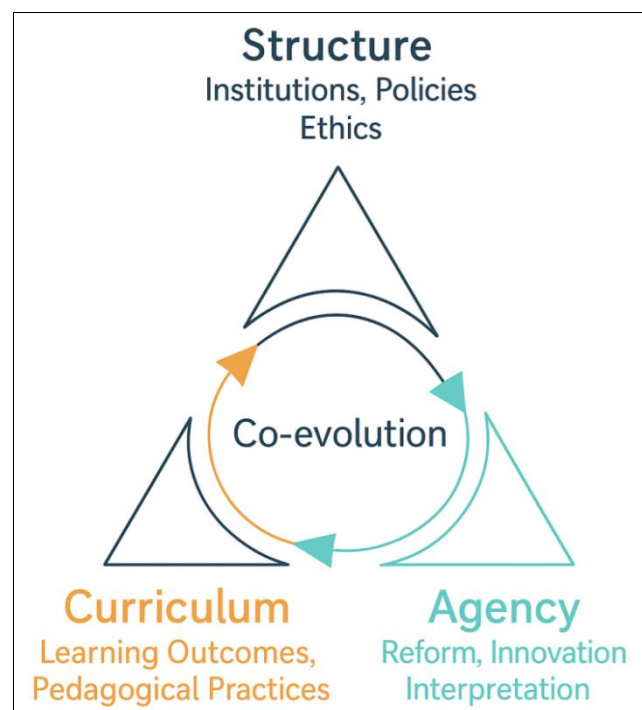 Structure
Institutions, Policies
Ethics
Co-evolution
Curriculum
Learning Outcomes,
Pedagogical Practices
Agency
Reform, Innovation
Interpretation